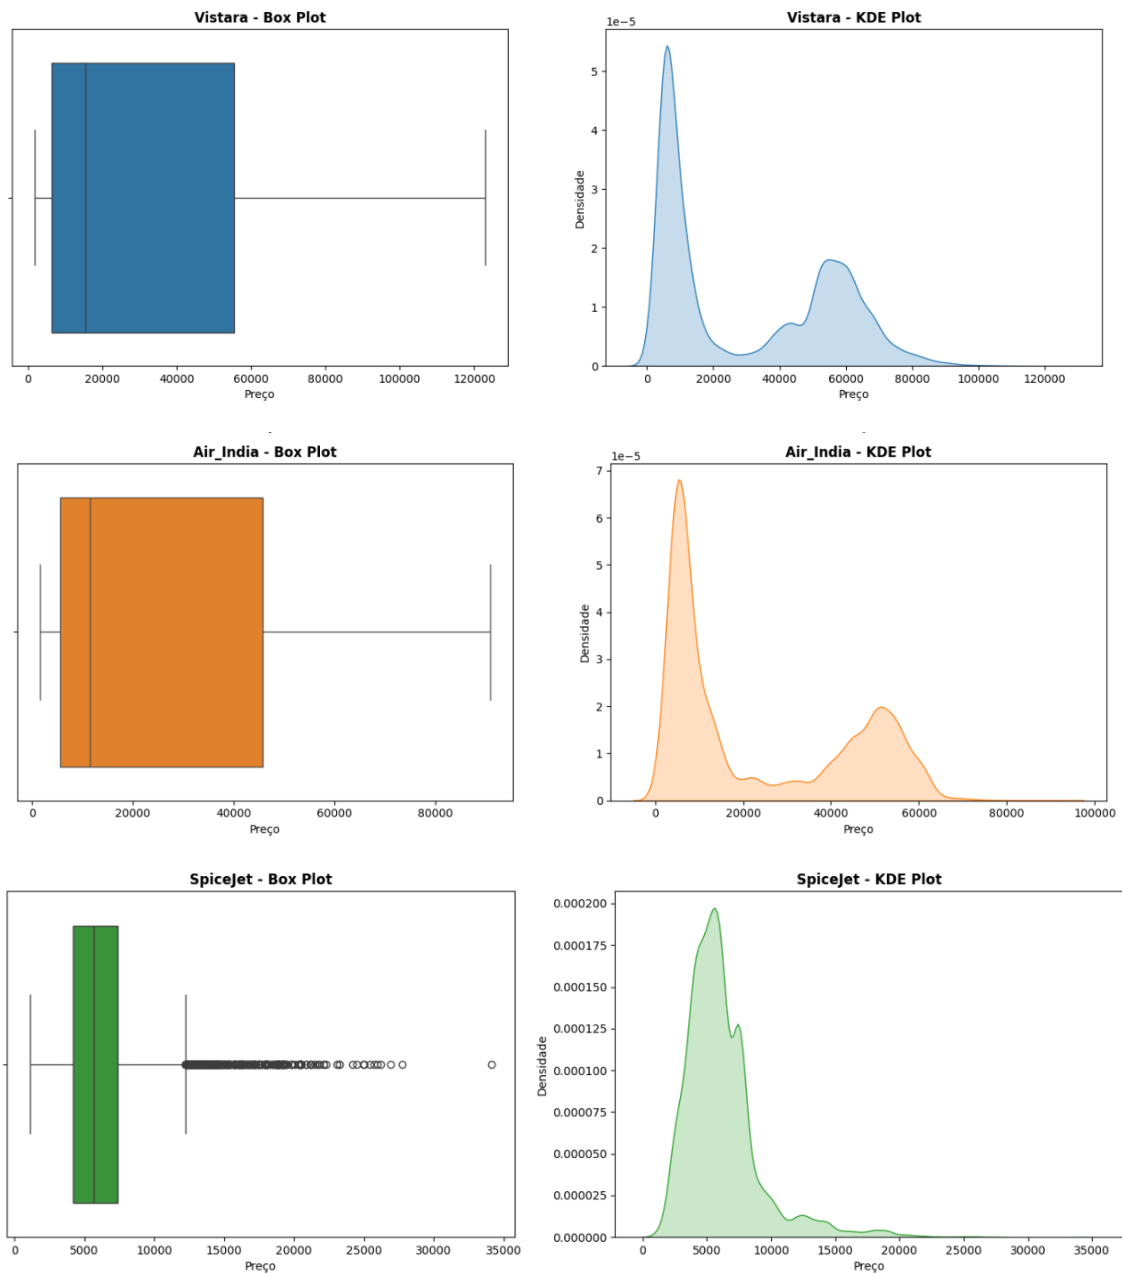 Vistara - Box Plot
0 20000 40000 60000 80000 100000 120000
Preço
Vistara - KDE Plot
1e−5
5
4
3
2
1
0
Densidade
0 20000 40000 60000 80000 100000 120000
Preço
Air_India - Box Plot
0 20000 40000 60000 80000
Preço
Air_India - KDE Plot
1e−5
7
6
5
4
3
2
1
0
Densidade
0 20000 40000 60000 80000 100000
Preço
SpiceJet - Box Plot
0 5000 10000 15000 20000 25000 30000 35000
Preço
SpiceJet - KDE Plot
0.000200
0.000175
0.000150
0.000125
0.000100
0.000075
0.000050
0.000025
0.000000
Densidade
0 5000 10000 15000 20000 25000 30000 35000
Preço